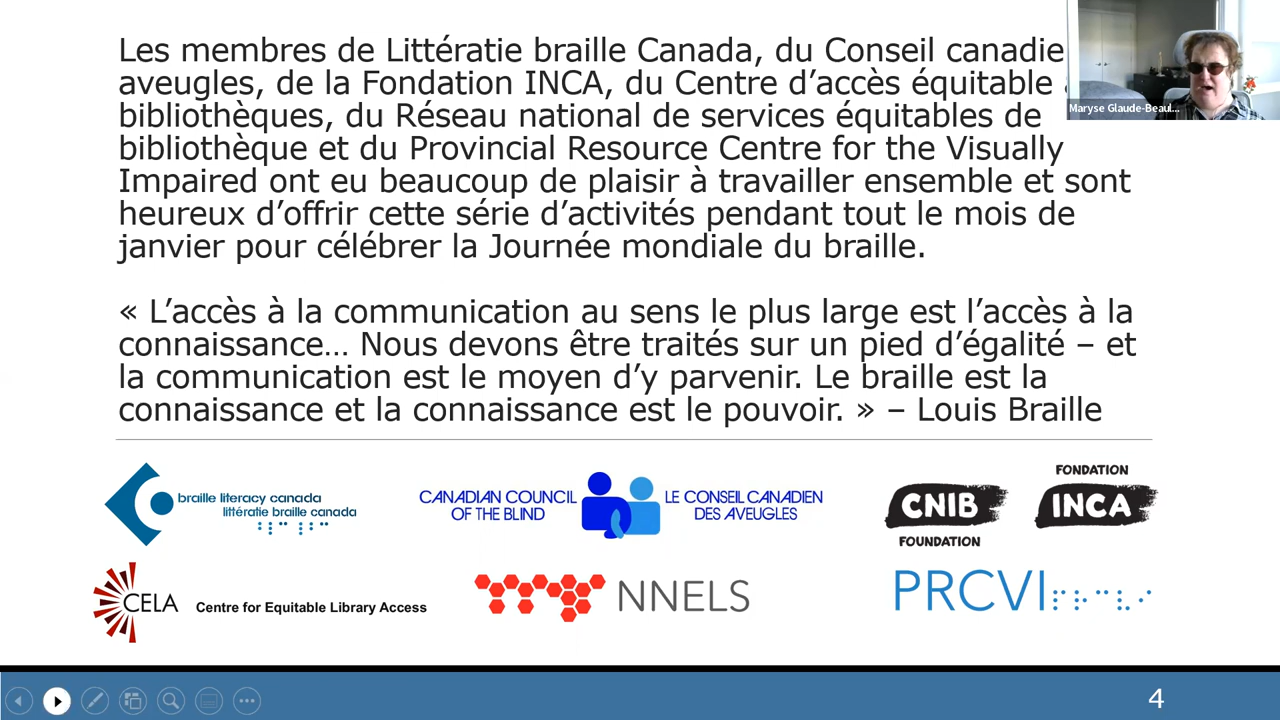 Les membres de Littératie braille Canada, du Conseil
aveugles, de la Fondation INCA, du Centre d’accès équitable
bibliothèques, du Réseau national de services équitables de
bibliothèque et du Provincial Resource Centre for the Visually
Impaired ont eu beaucoup de plaisir à travailler ensemble et sont
heureux d’offrir cette série d’activités pendant tout le mois de
janvier pour célébrer la Journée mondiale du braille.
« L’accès à la communication au sens le plus large est l’accès à la
connaissance… Nous devons être traités sur un pied d’égalité – et
la communication est le moyen d’y parvenir. Le braille est la
connaissance et la connaissance est le pouvoir. » – Louis Braille
Maryse Glaude-Beaul...
braille literacy canada
littératie braille canada
CANADIAN COUNCIL
OF THE BLIND
LE CONSEIL CANADIEN
DES AVEUGLES
CNIB
FOUNDATION
FONDATION
INCA
CELA
Centre for Equitable Library Access
NNELS
PRCVI
4